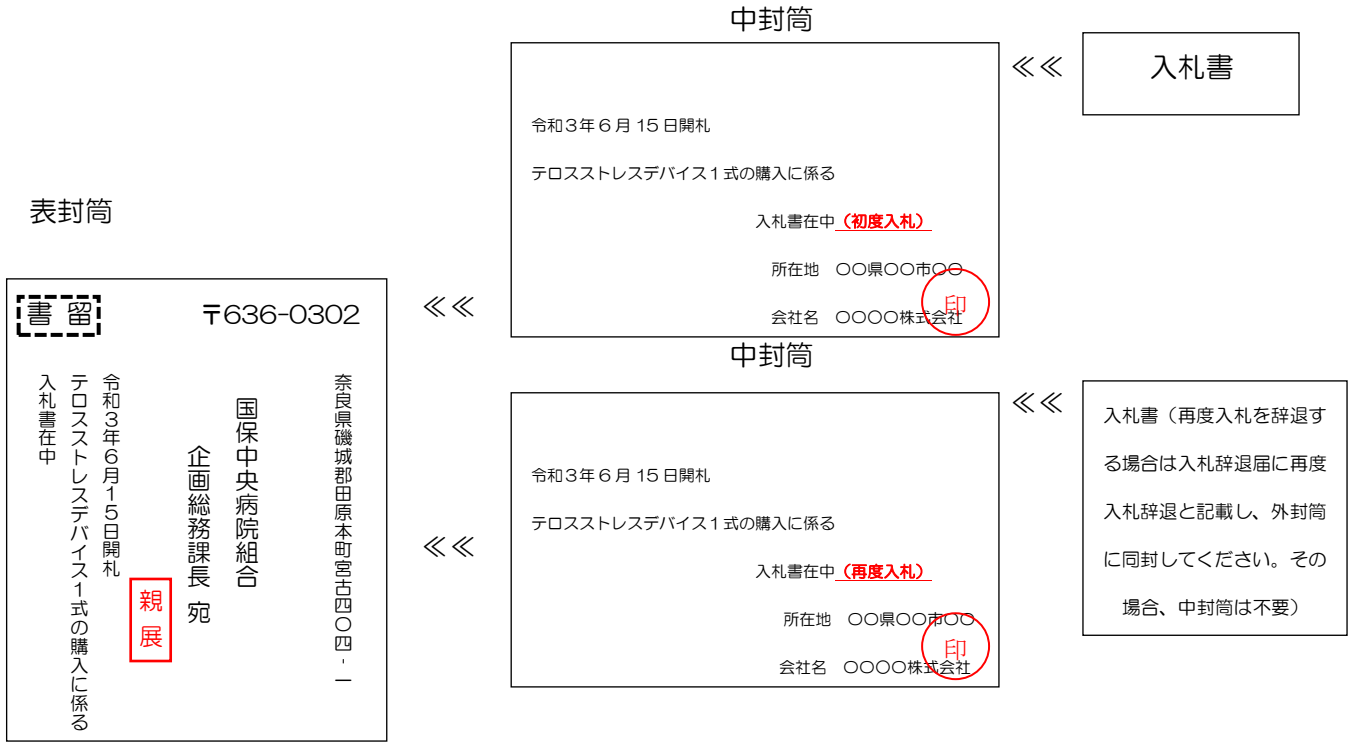 中封筒
≪≪
入札書
令和3年6月15日開札
テロスストレスデバイス1式の購入に係る
入札書在中（初度入札）
所在地　〇〇県〇〇市〇〇
会社名　〇〇〇〇株式会社
印
表封筒
書留
〒636-0302
≪≪
奈良県磯城郡田原本町宮古四〇四-一
国保中央病院組合
企画総務課長 宛
親展
令和3年6月15日開札
テロスストレスデバイス1式の購入に係る
入札書在中
中封筒
≪≪
≪≪
令和3年6月15日開札
テロスストレスデバイス1式の購入に係る
入札書在中（再度入札）
所在地　〇〇県〇〇市〇〇
会社名　〇〇〇〇株式会社
印
入札書（再度入札を辞退す
る場合は入札辞退届に再度
入札辞退と記載し、外封筒
に同封してください。その
場合、中封筒は不要）